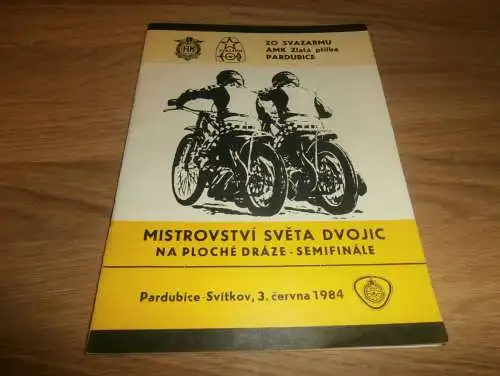 ZO SVAZARMU
AMK Zlatá přilba
PARDUBICE
MISTROVSTVÍ SVĚTA DVOJIC
NA PLOCHÉ DRÁZE - SEMIFINÁLE
Pardubice - Svítkov, 3. června 1984